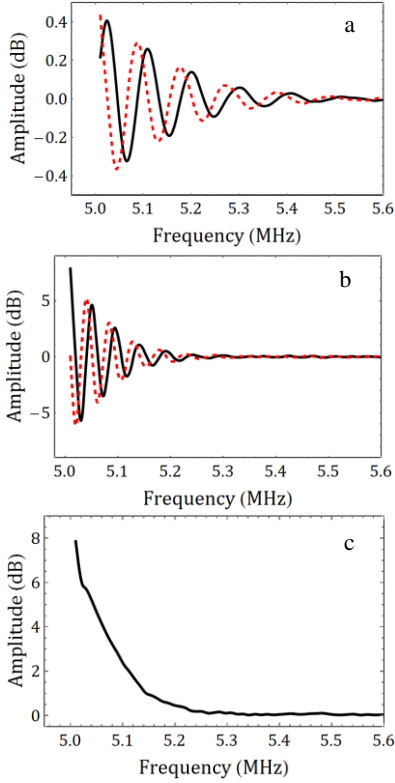 a
Amplitude (dB)
0.4
0.2
0.0
−0.2
−0.4
5.0 5.1 5.2 5.3 5.4 5.5 5.6
Frequency (MHz)
b
Amplitude (dB)
5
0
−5
5.0 5.1 5.2 5.3 5.4 5.5 5.6
Frequency (MHz)
c
Amplitude (dB)
8
6
4
2
0
5.0 5.1 5.2 5.3 5.4 5.5 5.6
Frequency (MHz)